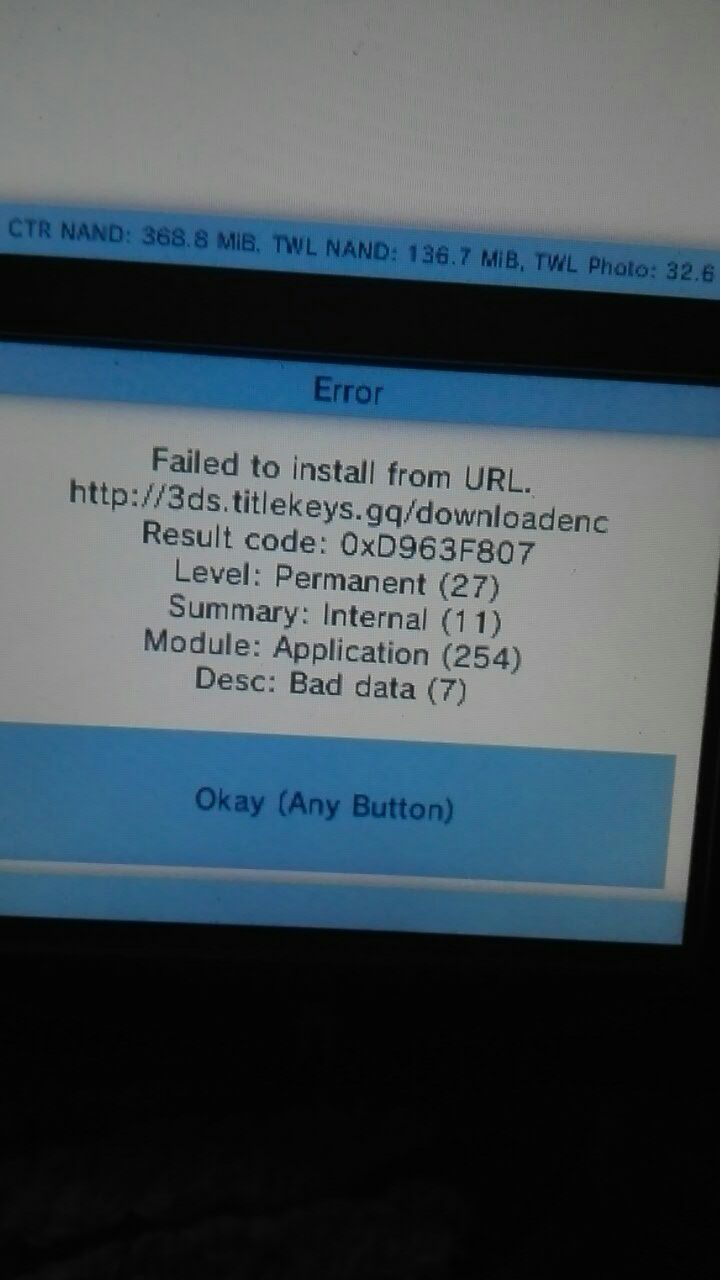 CTR NAND: 368.8 MiB, TWL NAND: 136.7 MiB, TWL Photo: 32.6
Error
Failed to install from URL.
http://3ds.titlekeys.gq/downloadenc
Result code: 0xD963F807
Level: Permanent (27)
Summary: Internal (11)
Module: Application (254)
Desc: Bad data (7)
Okay (Any Button)